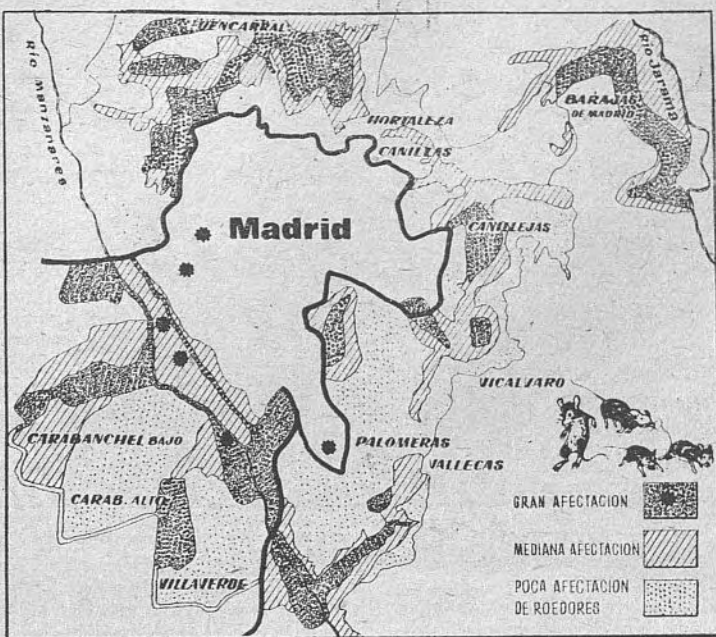 FUENCARRAL
Río Manzanares
Río Jarama
BARAJAS
DE MADRID
HORTALEZA
CANILLAS
CANILLEJAS
Madrid
VICALVARO
CARABANCHEL BAJO
PALOMERAS
VALLECAS
CARAB. ALTO
VILLAVERDE
GRAN AFECTACION
MEDIANA AFECTACION
POCA AFECTACION
DE ROEDORES